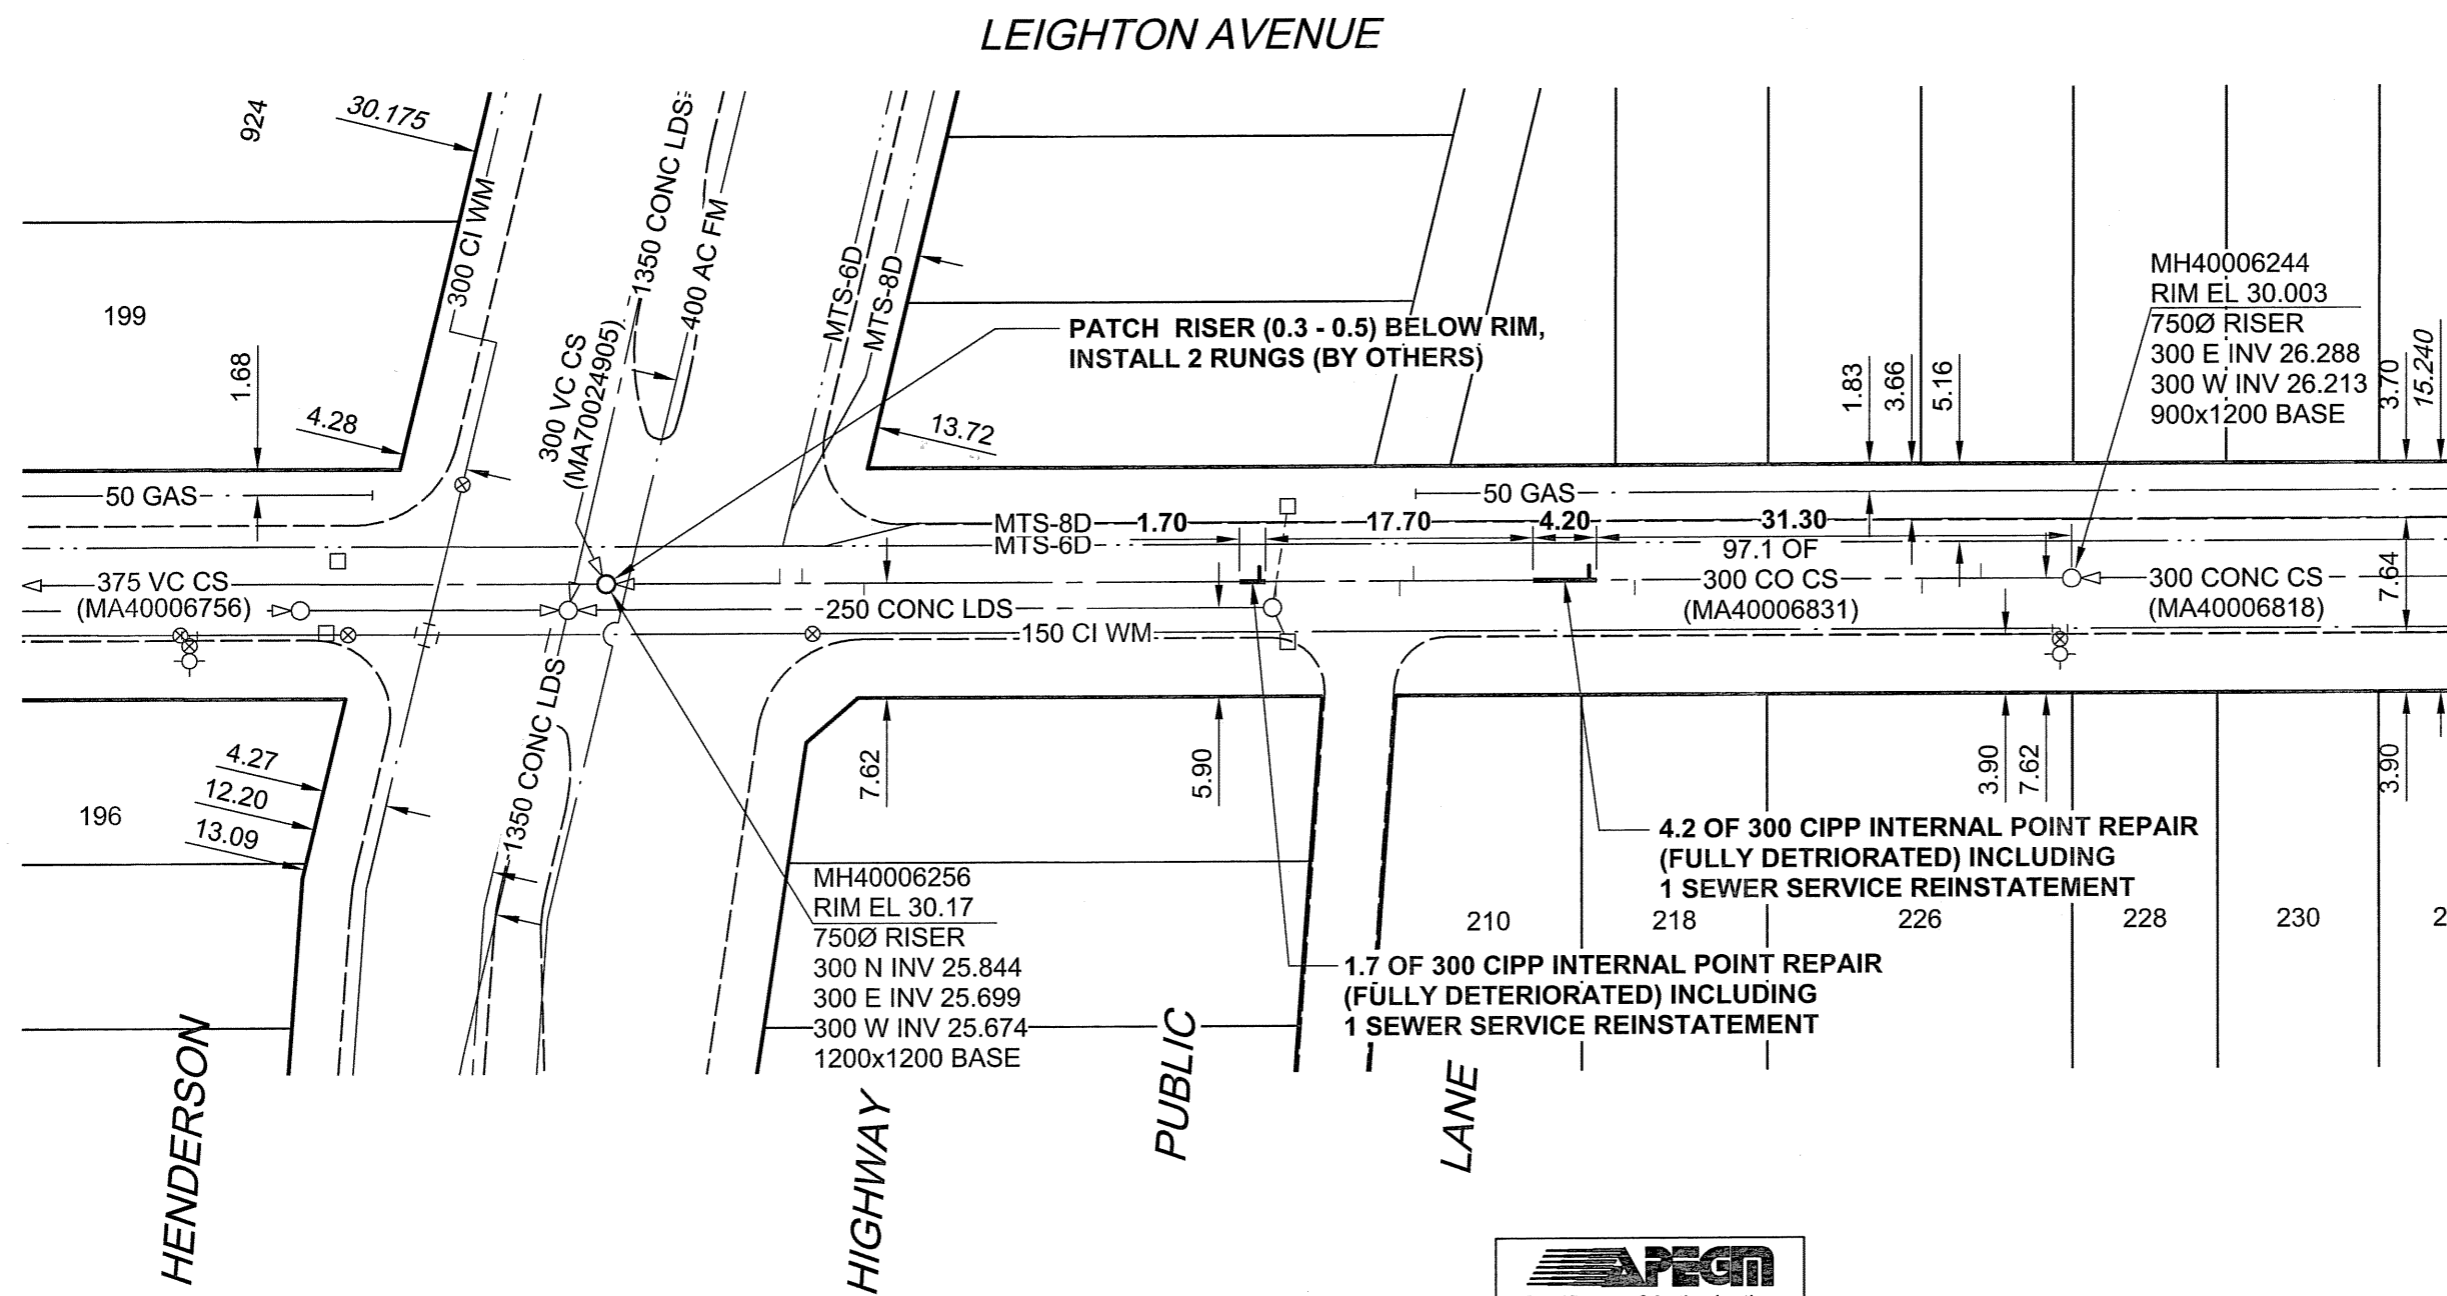 LEIGHTON AVENUE
924
30.175
300 CI WM
1350 CONC LDS
400 AC FM
MTS-6D
MTS-8D
199
1.68
4.28
300 VC CS
(MA70024905)
PATCH RISER (0.3 - 0.5) BELOW RIM,
INSTALL 2 RUNGS (BY OTHERS)
13.72
1.83
3.66
5.16
MH40006244
RIM EL 30.003
750Ø RISER
300 E INV 26.288
300 W INV 26.213
900x1200 BASE
3.70
15.240
50 GAS
50 GAS
MTS-8D
1.70
17.70
4.20
31.30
MTS-6D
97.1 OF
300 CO CS
(MA40006831)
375 VC CS
(MA40006756)
250 CONC LDS
150 CI WM
300 CONC CS
(MA40006818)
7.64
1350 CONC LDS
4.27
12.20
13.09
196
7.62
5.90
3.90
7.62
3.90
4.2 OF 300 CIPP INTERNAL POINT REPAIR
(FULLY DETRIORATED) INCLUDING
1 SEWER SERVICE REINSTATEMENT
MH40006256
RIM EL 30.17
750Ø RISER
300 N INV 25.844
300 E INV 25.699
300 W INV 25.674
1200x1200 BASE
210
218
226
228
230
2
1.7 OF 300 CIPP INTERNAL POINT REPAIR
(FULLY DETERIORATED) INCLUDING
1 SEWER SERVICE REINSTATEMENT
HENDERSON
HIGHWAY
PUBLIC
LANE
APEGM